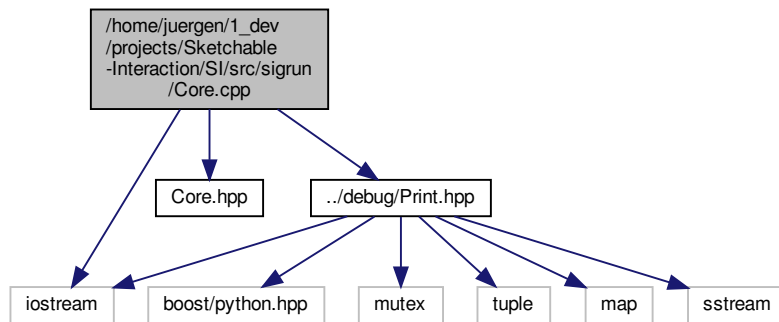 /home/juergen/1_dev
/projects/Sketchable
-Interaction/SI/src/sigrun
/Core.cpp
Core.hpp
../debug/Print.hpp
iostream
boost/python.hpp
mutex
tuple
map
sstream